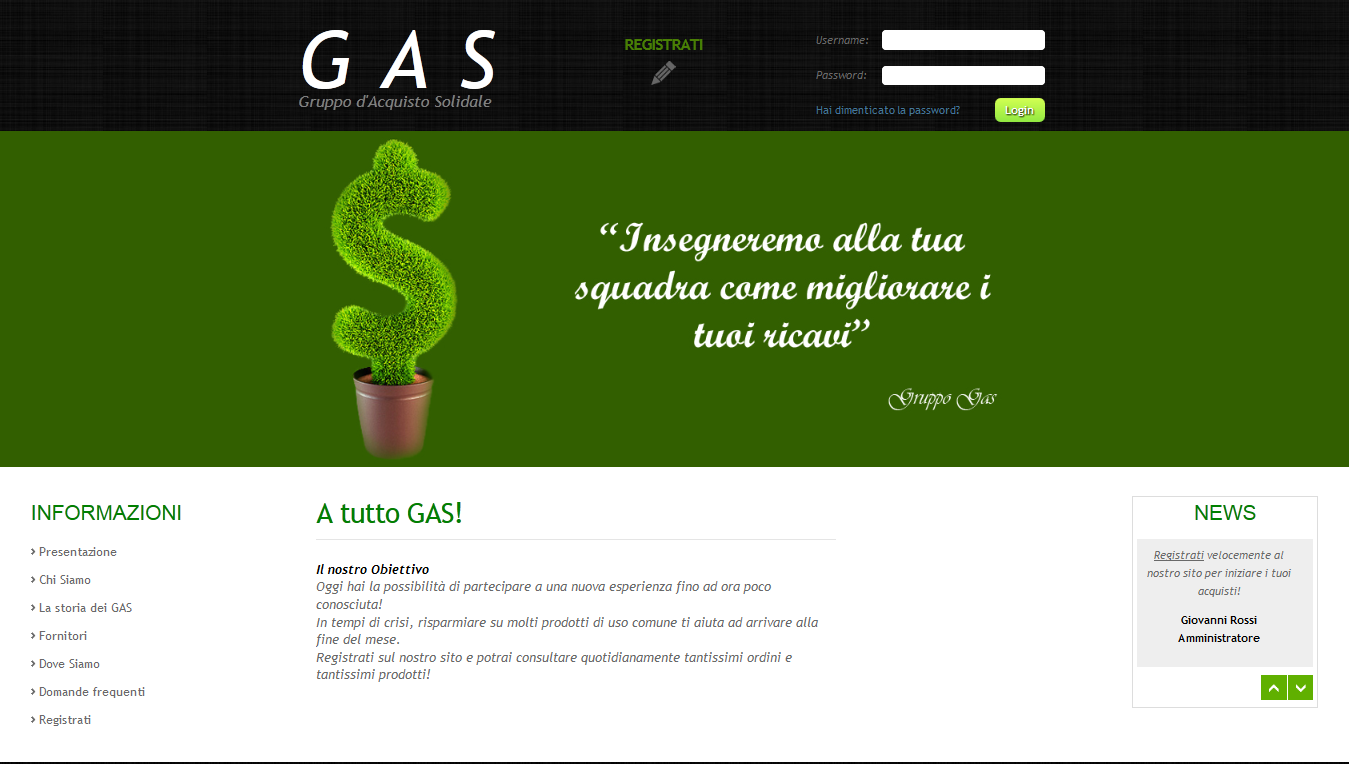 G A S
Gruppo d'Acquisto Solidale
REGISTRATI
Username:
Password:
Hai dimenticato la password?
Login
“Insegneremo alla tua
squadra come migliorare i
tuoi ricavi”
Gruppo Gas
INFORMAZIONI
Presentazione
Chi Siamo
La storia dei GAS
Fornitori
Dove Siamo
Domande frequenti
Registrati
A tutto GAS!
Il nostro Obiettivo
Oggi hai la possibilità di partecipare a una nuova esperienza fino ad ora poco
conosciuta!
In tempi di crisi, risparmiare su molti prodotti di uso comune ti aiuta ad arrivare alla
fine del mese.
Registrati sul nostro sito e potrai consultare quotidianamente tantissimi ordini e
tantissimi prodotti!
NEWS
Registrati velocemente al
nostro sito per iniziare i tuoi
acquisti!
Giovanni Rossi
Amministratore